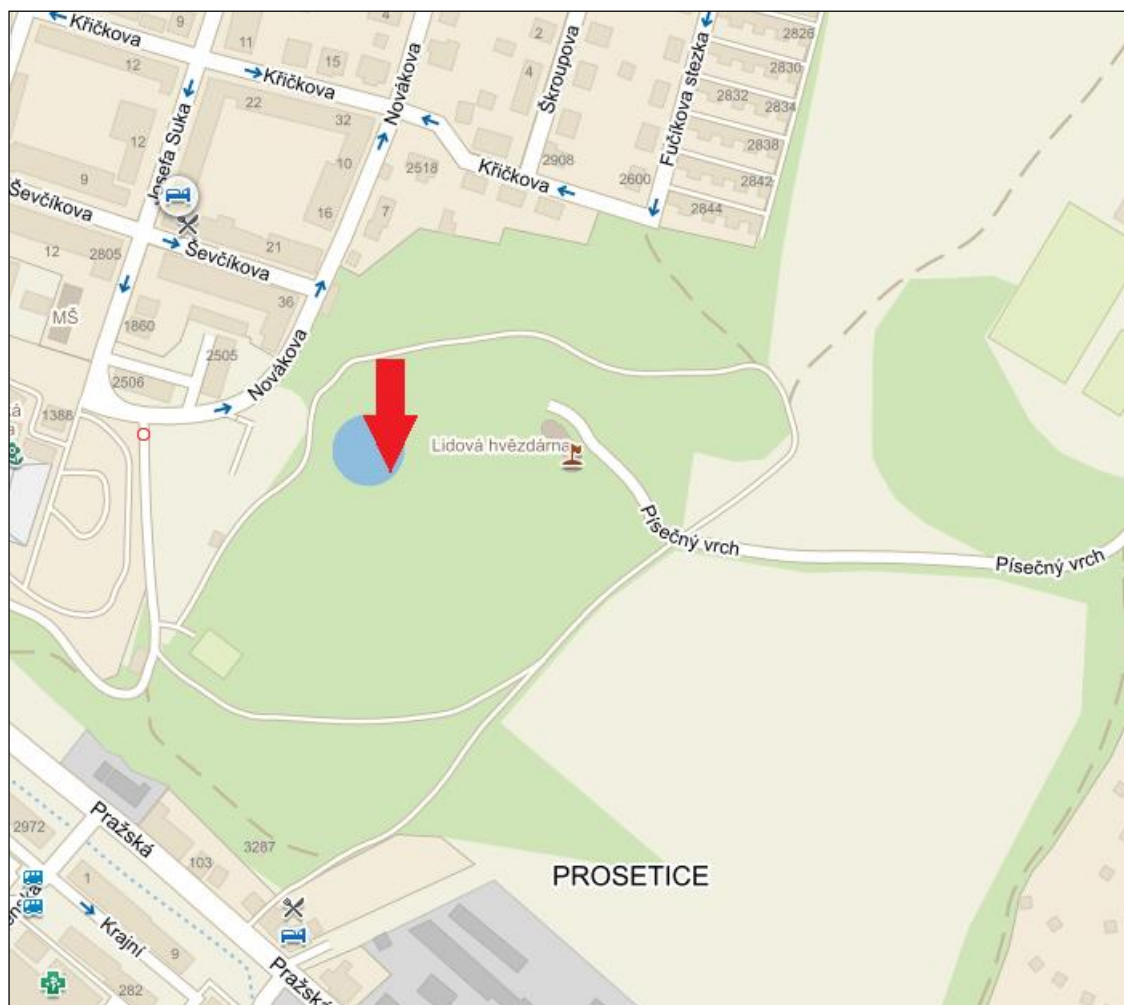 9
11
4
2
2826
Křičkova
12
15
4
2830
Křičkova
22
32
Novákova
Škroupova
Fučíkova stezka
2832
2834
Josefa Suka
12
10
2518
2908
2838
9
Křičkova
2600
2842
Ševčíkova
16
7
2844
12
2805
Ševčíkova
21
MŠ
1860
36
2505
Novákova
2506
1388
Lidová hvězdárna
Písečný vrch
Písečný vrch
Pražská
2972
103
3287
PROSETICE
1
Krajní
9
Pražská
282